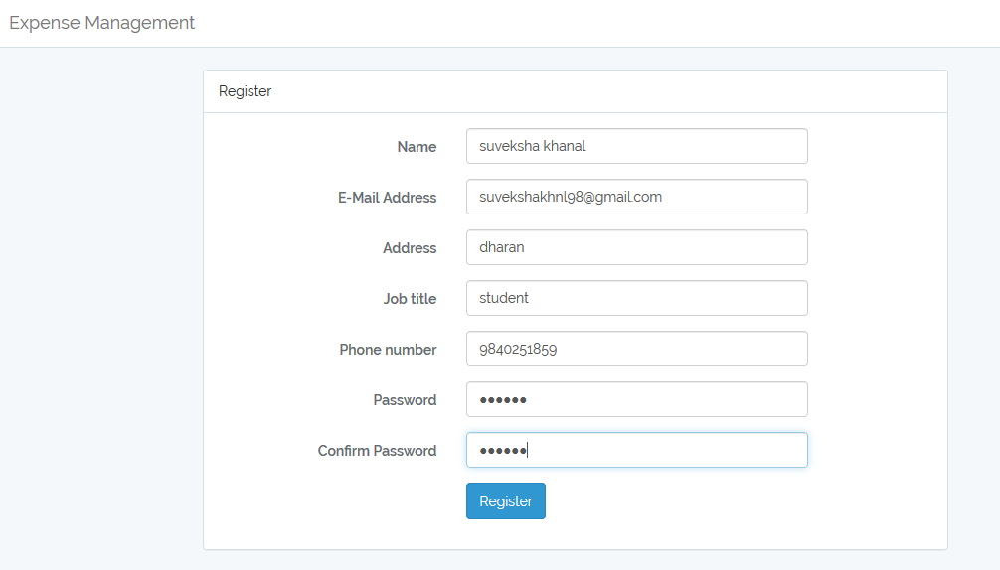 Expense Management
Register
Name suveksha khanal
E-Mail Address suvekshakhnl98@gmail.com
Address dharan
Job title student
Phone number 9840251859
Password ••••••
Confirm Password ••••••
Register